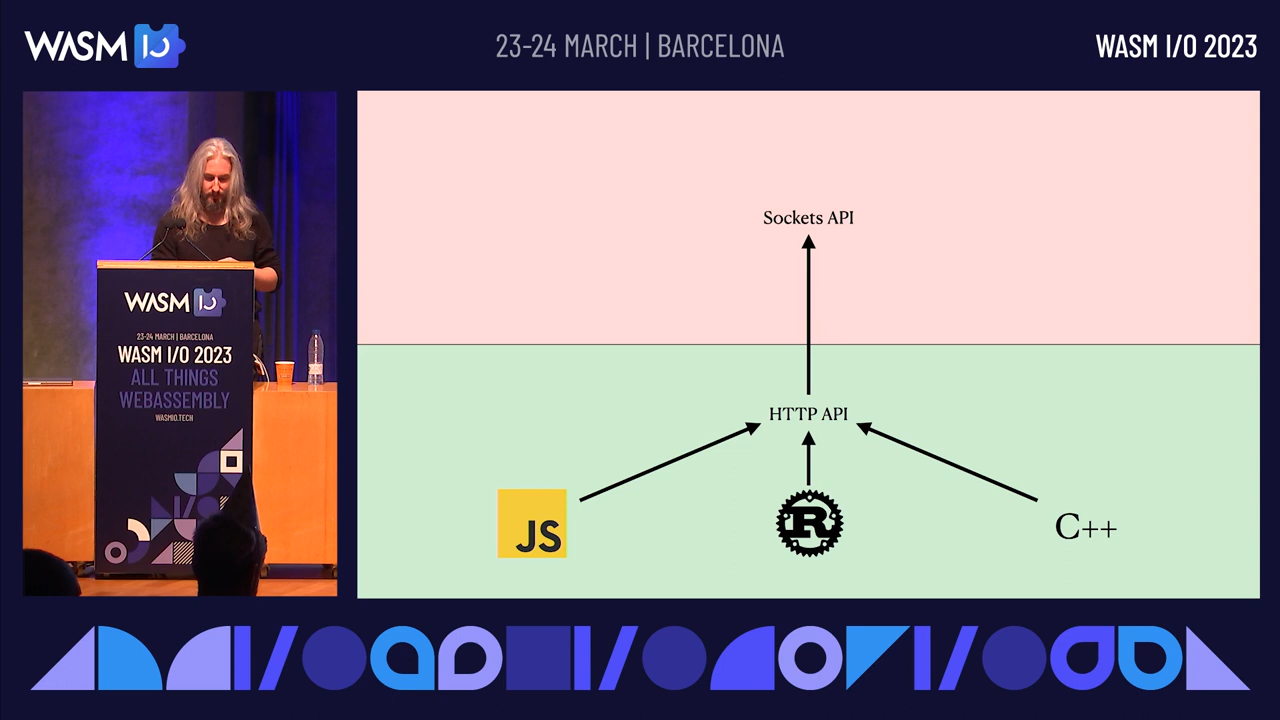 WASM IO
23-24 MARCH | BARCELONA
WASM I/O 2023
WASM IO
23-24 MARCH | BARCELONA
WASM I/O 2023
ALL THINGS
WEBASSEMBLY
WASMIO.TECH
Sockets API
HTTP API
JS
R
C++